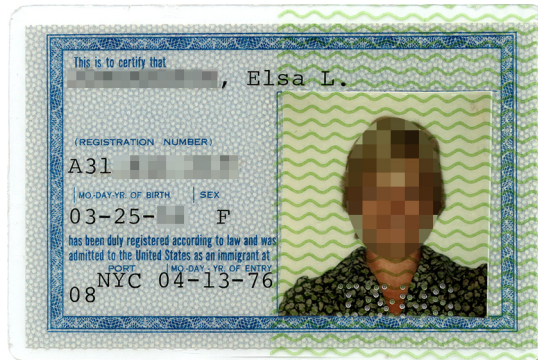 This is to certify that
, Elsa L.
(REGISTRATION NUMBER)
A31
MO.-DAY-YR. OF BIRTH SEX
03-25- F
has been duly registered according to law and was
admitted to the United States as an immigrant at
PORT MO.-DAY-YR. OF ENTRY
NYC 04-13-76
08